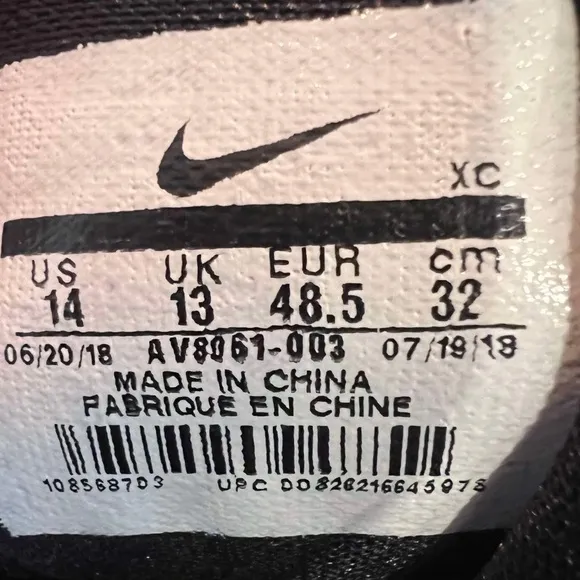 XC
US UK EUR cm
14 13 48.5 32
06/20/18 AV8061-003 07/19/18
MADE IN CHINA
FABRIQUE EN CHINE
108568703 UPC 00826216645976